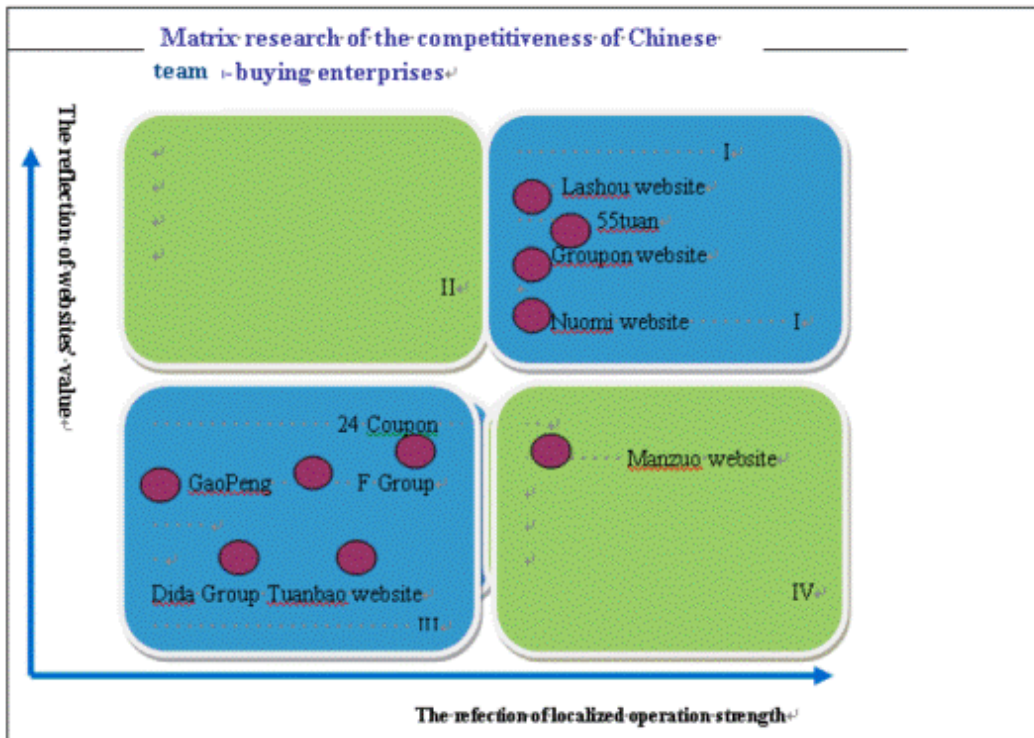 Matrix research of the competitiveness of Chinese
team -buying enterprises
The reflection of websites' value
I
Lashou website
55tuan
Groupon website
Nuomi website I
II
24 Coupon
GaoPeng F Group
Dida Group Tuanbao website
III
Manzuo website
IV
The refection of localized operation strength